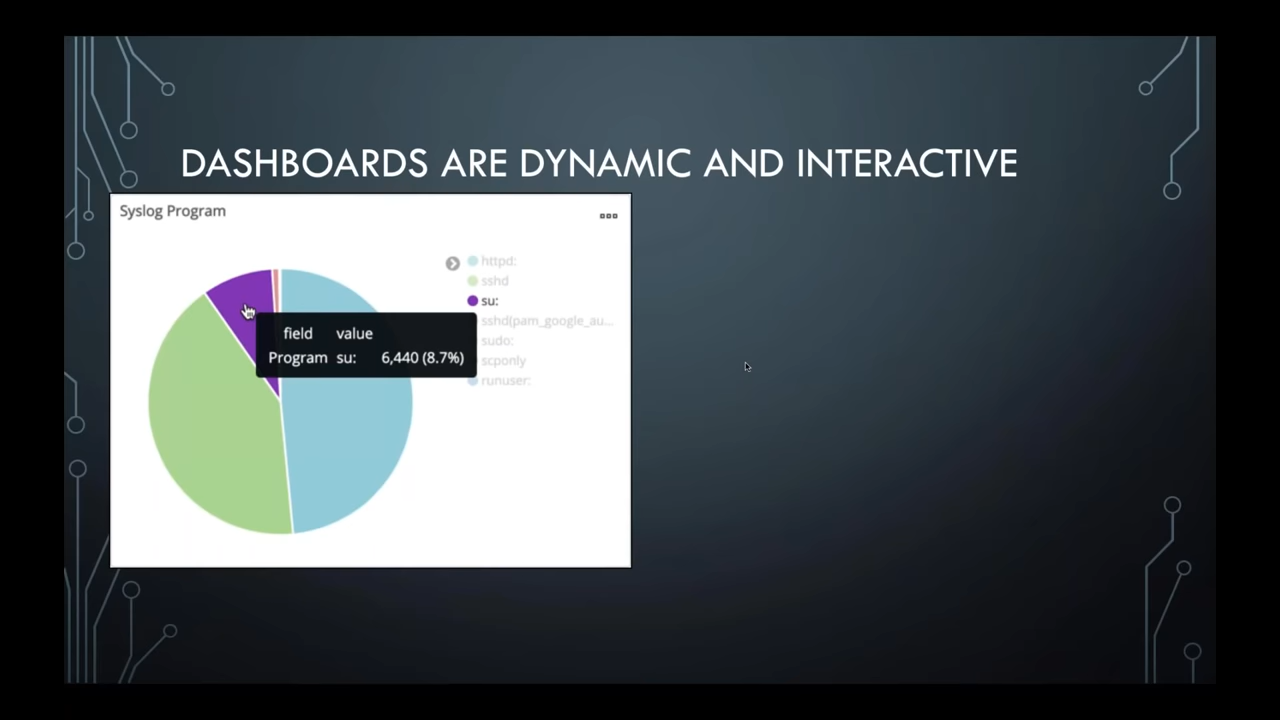 DASHBOARDS ARE DYNAMIC AND INTERACTIVE
Syslog Program
httpd:
sshd
su:
sshd(pam_google_au...
sudo:
scponly
runuser:
field value
Program su: 6,440 (8.7%)